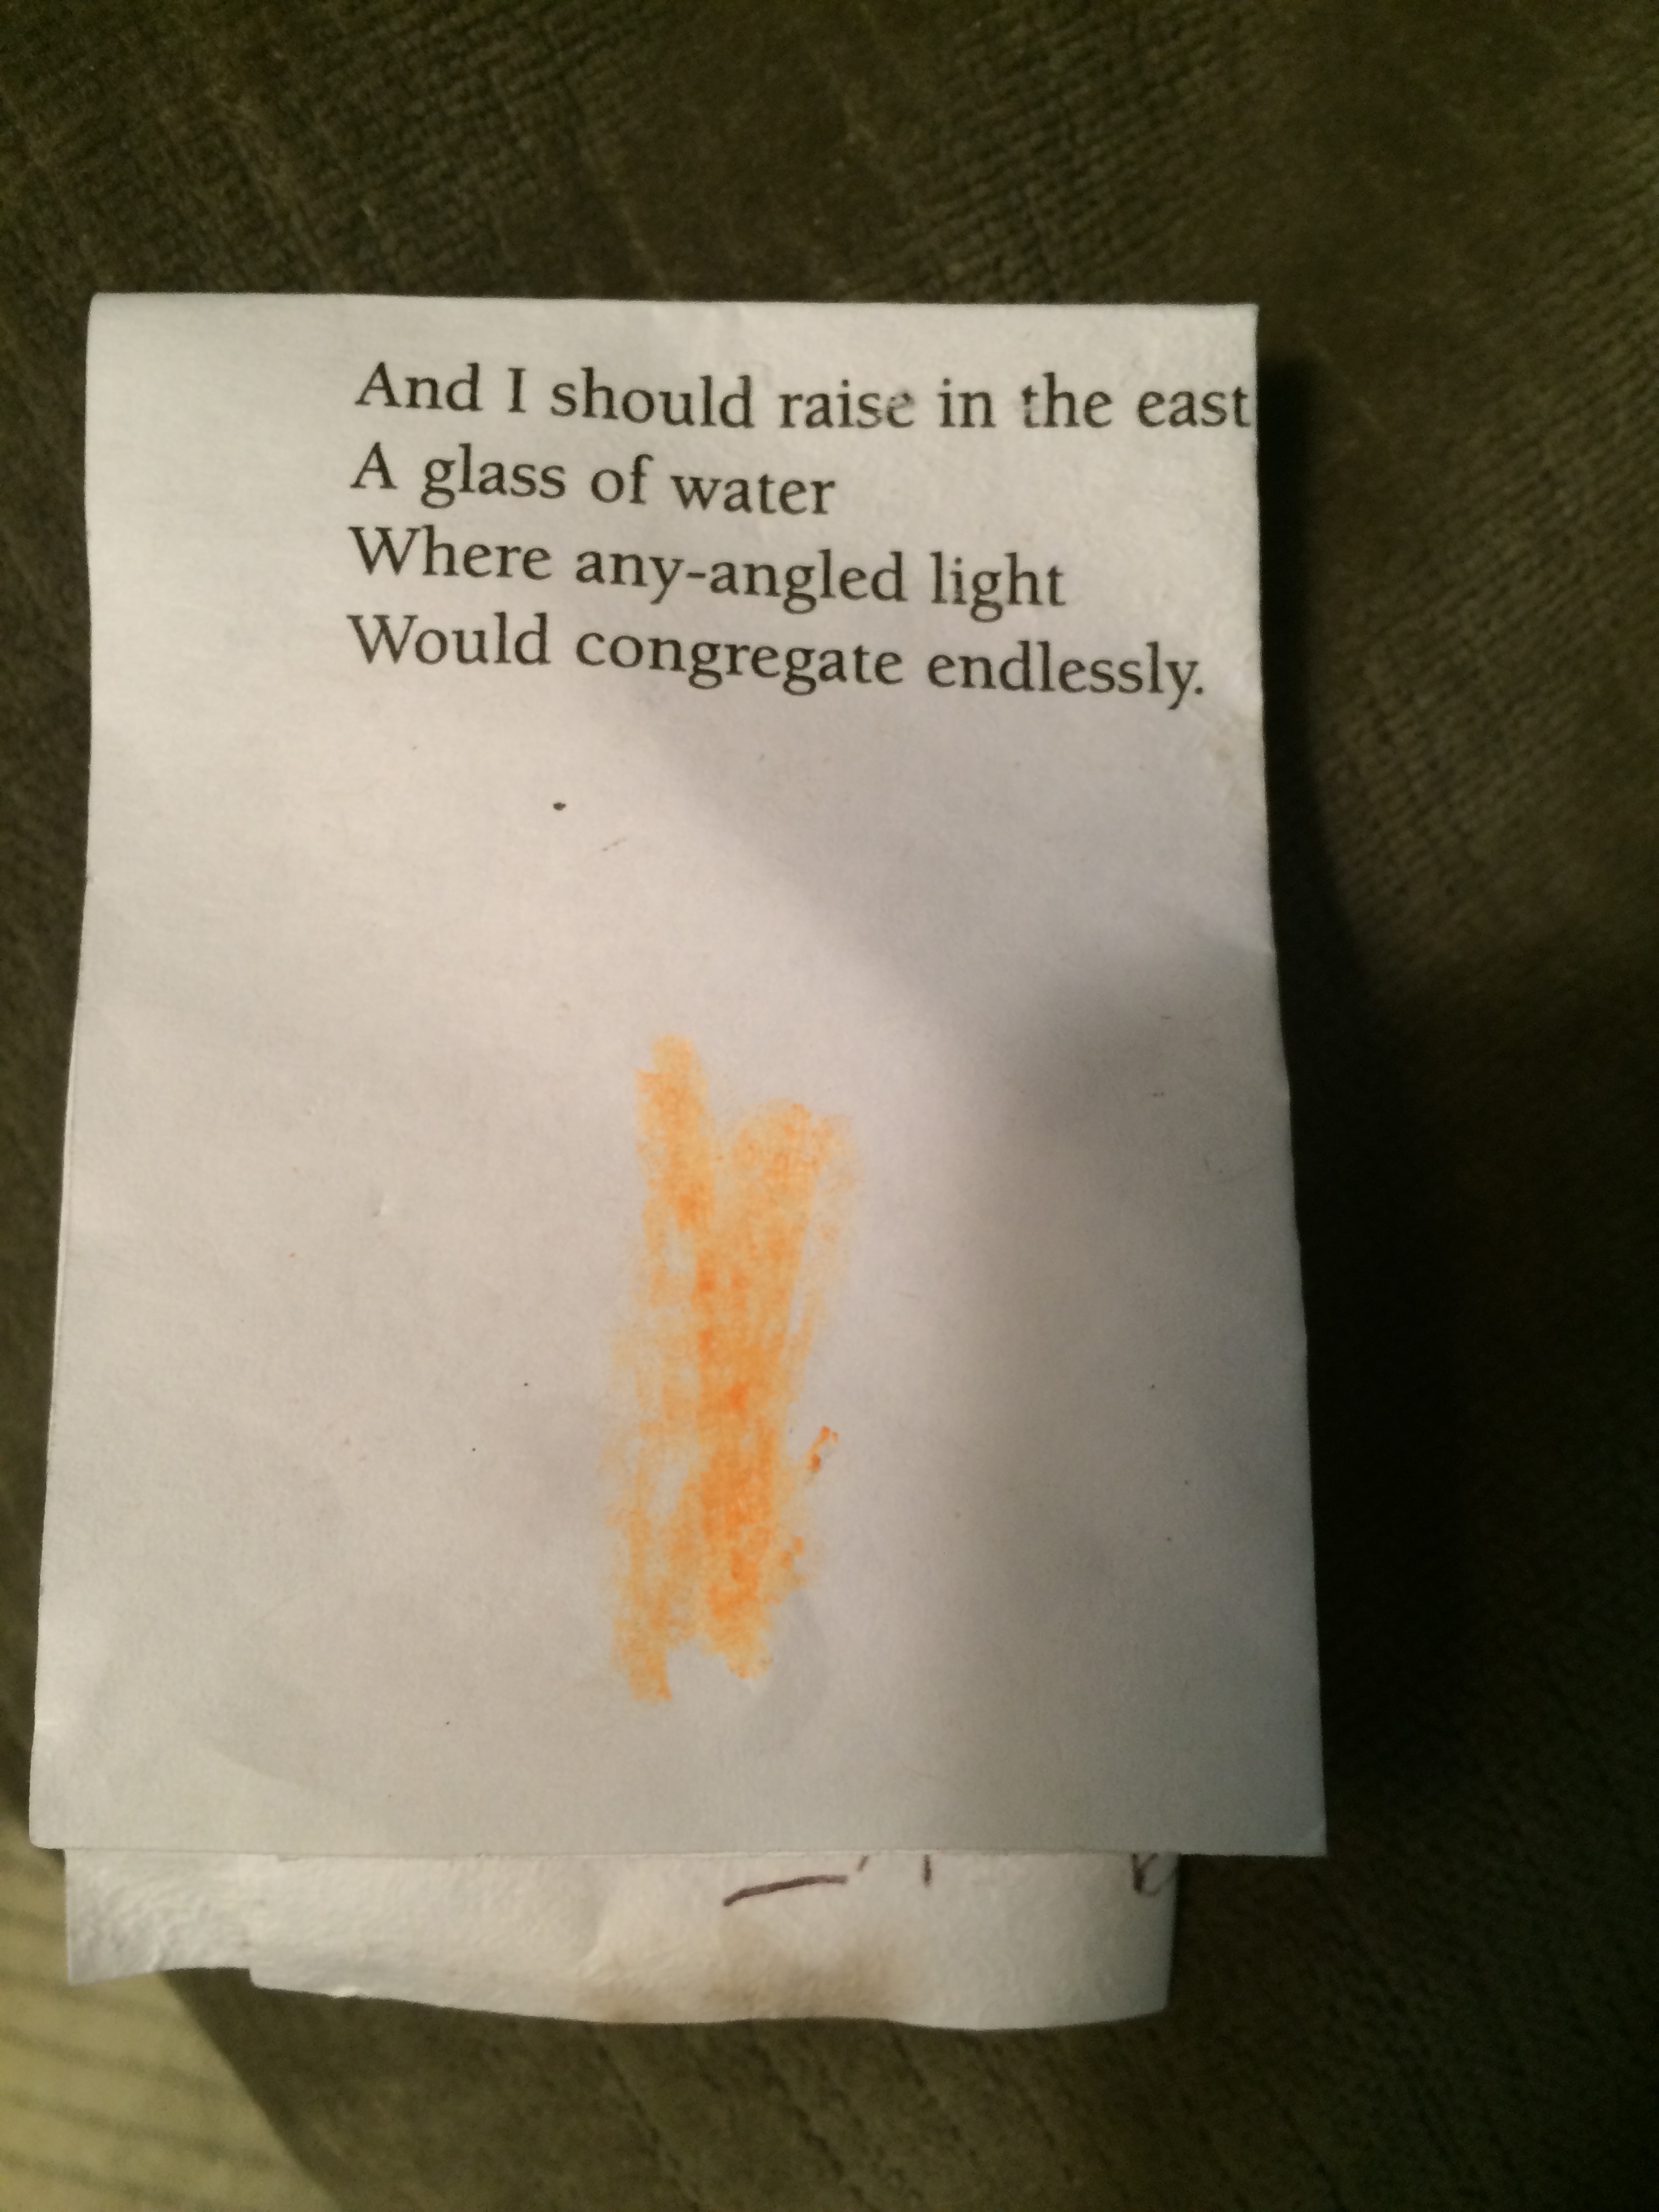 And I should raise in the east
A glass of water
Where any-angled light
Would congregate endlessly.